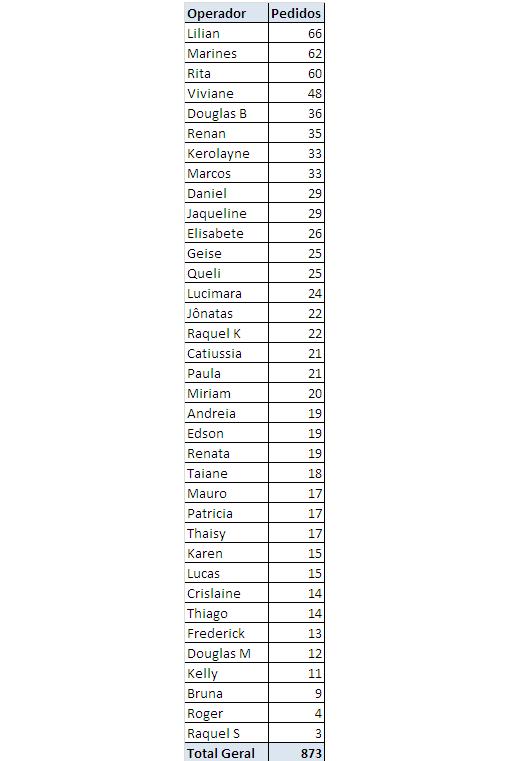 Operador Pedidos
Lilian 66
Marines 62
Rita 60
Viviane 48
Douglas B 36
Renan 35
Kerolayne 33
Marcos 33
Daniel 29
Jaqueline 29
Elisabete 26
Geise 25
Queli 25
Lucimara 24
Jônatas 22
Raquel K 22
Catiussia 21
Paula 21
Miriam 20
Andreia 19
Edson 19
Renata 19
Taiane 18
Mauro 17
Patricia 17
Thaisy 17
Karen 15
Lucas 15
Crislaine 14
Thiago 14
Frederick 13
Douglas M 12
Kelly 11
Bruna 9
Roger 4
Raquel S 3
Total Geral 873